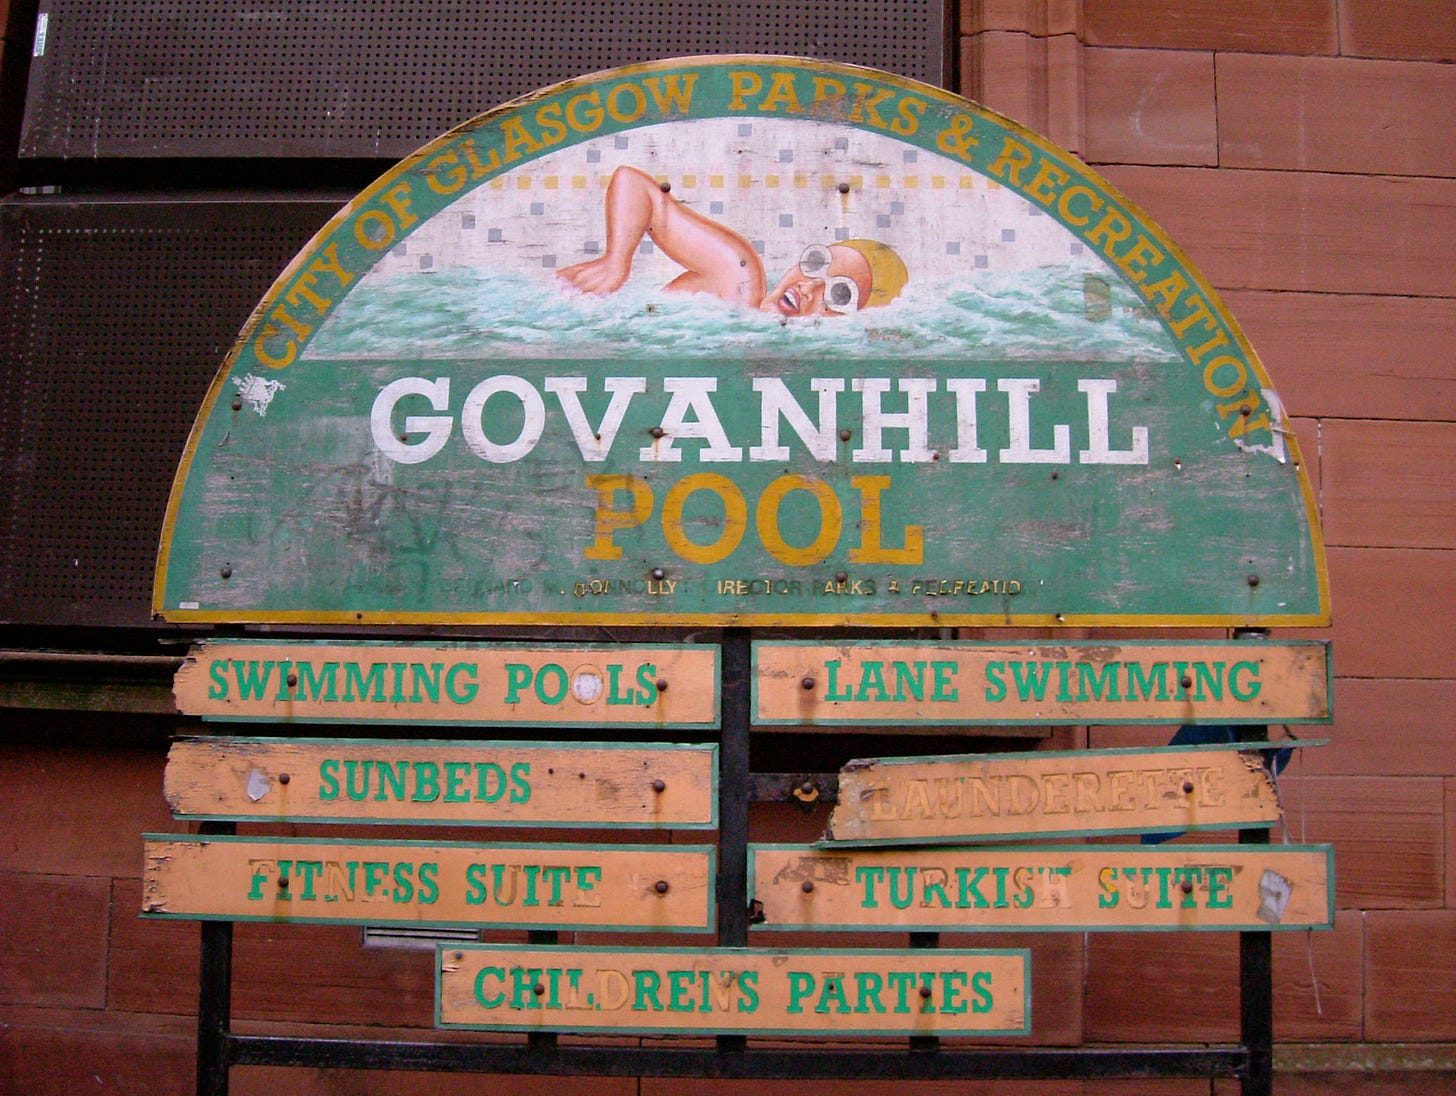 CITY OF GLASGOW PARKS & RECREATION
GOVANHILL
POOL
PARKS &
SWIMMING POOLS
LANE SWIMMING
SUNBEDS
LAUNDERETTE
FITNESS SUITE
TURKISH SUITE
CHILDRENS PARTIES